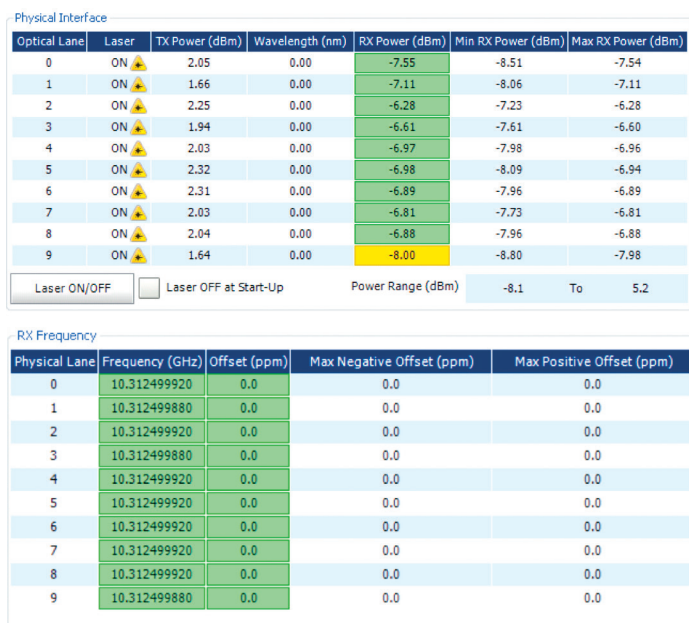 Physical Interface
Optical Lane Laser TX Power (dBm) Wavelength (nm) RX Power (dBm) Min RX Power (dBm) Max RX Power (dBm)
0 ON 2.05 0.00 -7.55 -8.51 -7.54
1 ON 1.66 0.00 -7.11 -8.06 -7.11
2 ON 2.25 0.00 -6.28 -7.23 -6.28
3 ON 1.94 0.00 -6.61 -7.61 -6.60
4 ON 2.03 0.00 -6.97 -7.98 -6.96
5 ON 2.32 0.00 -6.98 -8.09 -6.94
6 ON 2.31 0.00 -6.89 -7.96 -6.89
7 ON 2.03 0.00 -6.81 -7.73 -6.81
8 ON 2.04 0.00 -6.88 -7.96 -6.88
9 ON 1.64 0.00 -8.00 -8.80 -7.98
Laser ON/OFF Laser OFF at Start-Up Power Range (dBm) -8.1 To 5.2
RX Frequency
Physical Lane Frequency (GHz) Offset (ppm) Max Negative Offset (ppm) Max Positive Offset (ppm)
0 10.312499920 0.0 0.0 0.0
1 10.312499880 0.0 0.0 0.0
2 10.312499920 0.0 0.0 0.0
3 10.312499880 0.0 0.0 0.0
4 10.312499920 0.0 0.0 0.0
5 10.312499920 0.0 0.0 0.0
6 10.312499920 0.0 0.0 0.0
7 10.312499920 0.0 0.0 0.0
8 10.312499920 0.0 0.0 0.0
9 10.312499880 0.0 0.0 0.0